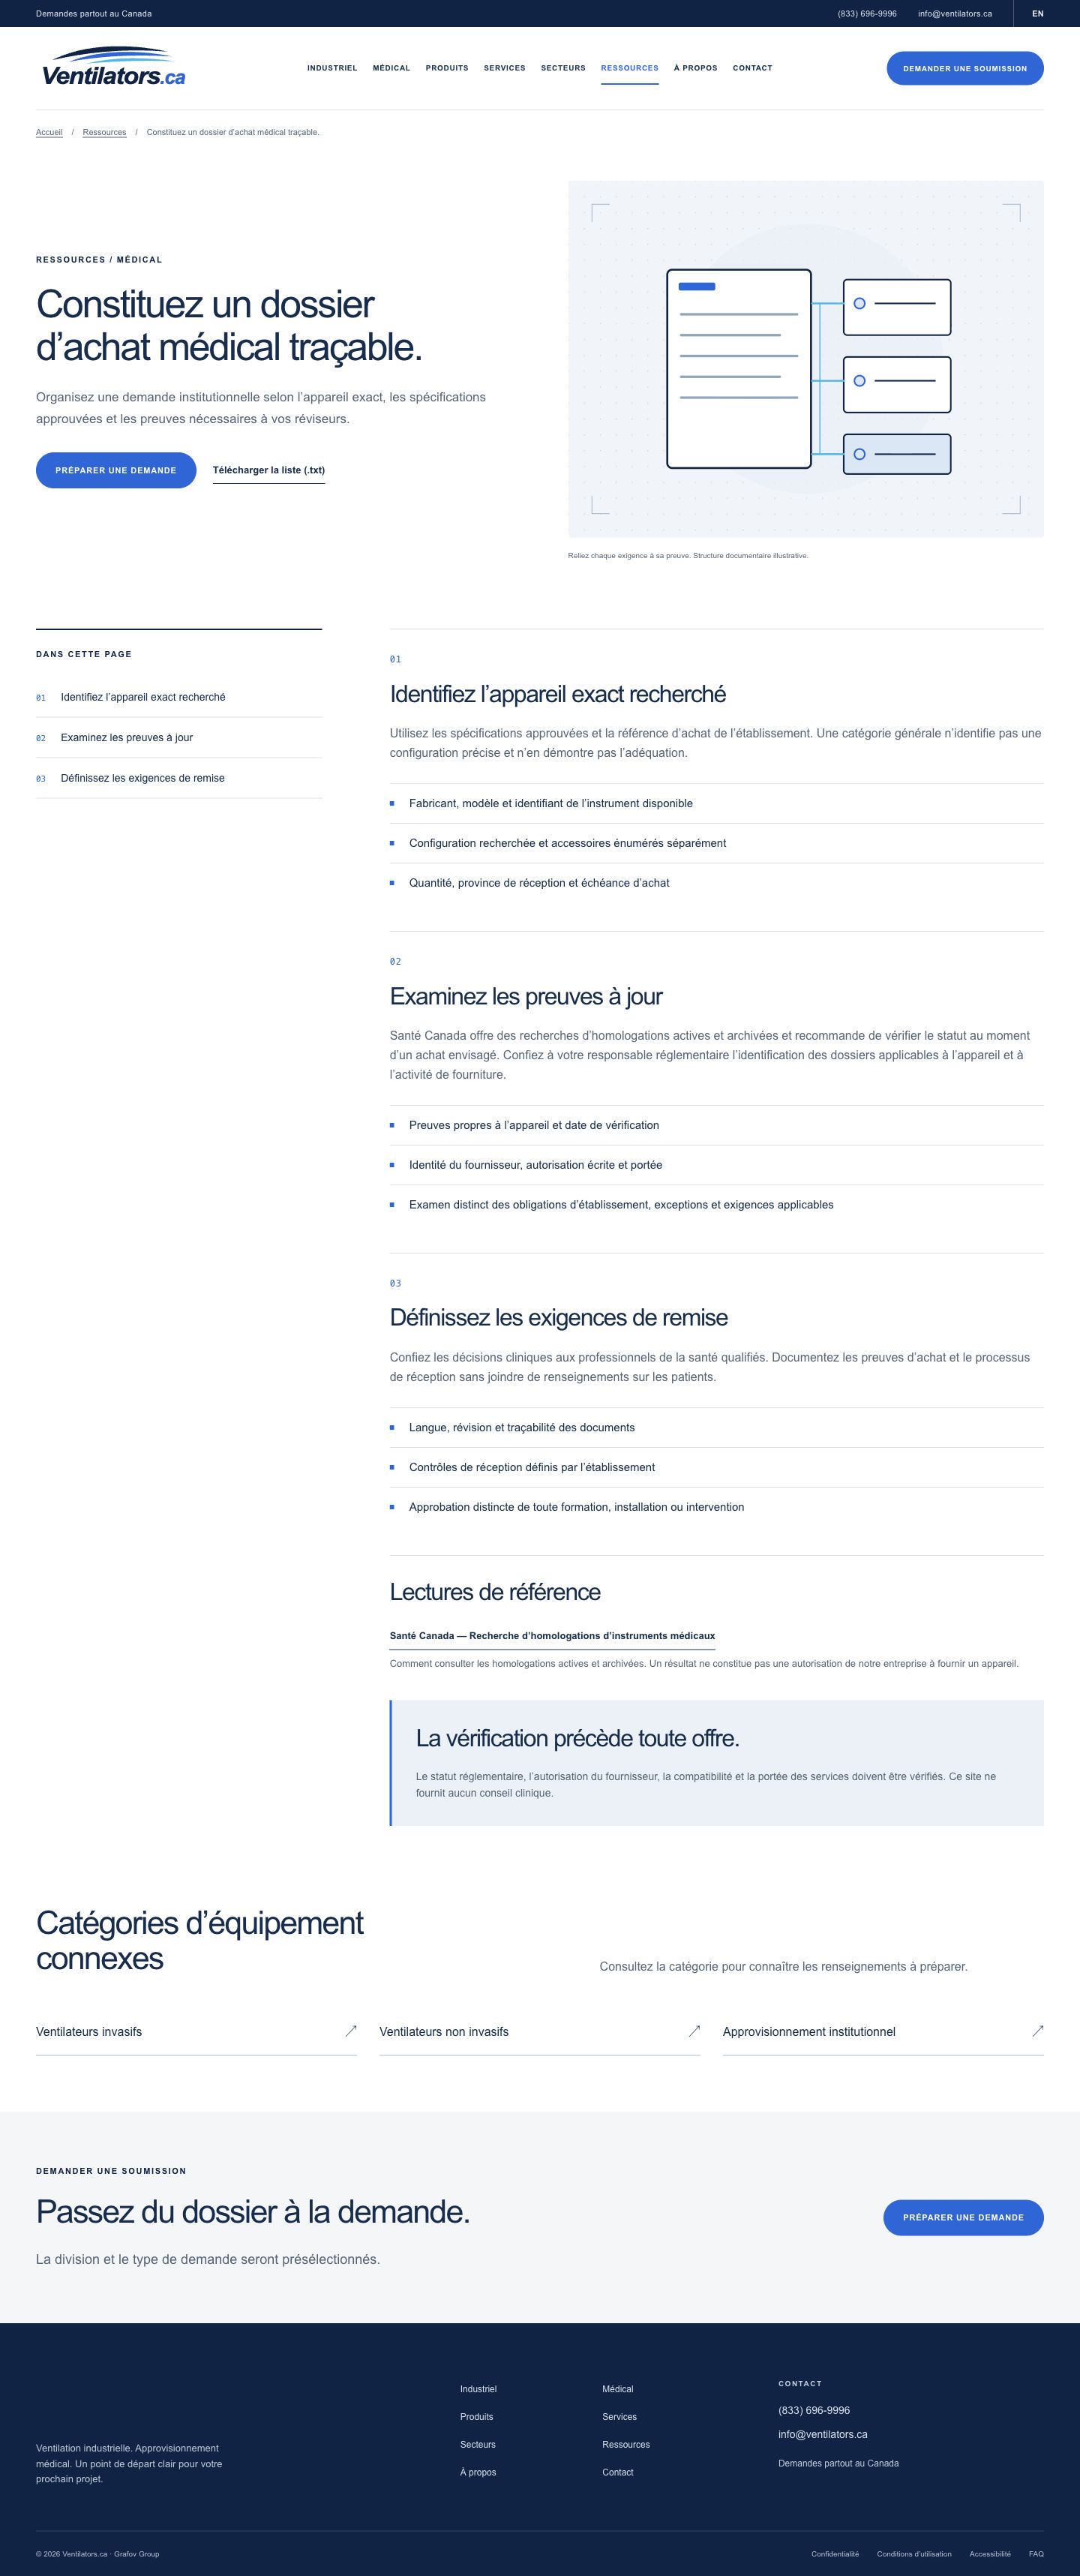 Demandes partout au Canada
(833) 696-9996
info@ventilators.ca
EN
Ventilators.ca
INDUSTRIEL
MÉDICAL
PRODUITS
SERVICES
SECTEURS
RESSOURCES
À PROPOS
CONTACT
DEMANDER UNE SOUMISSION
Accueil / Ressources / Constituez un dossier d’achat médical traçable.
RESSOURCES / MÉDICAL
Constituez un dossier
d’achat médical traçable.
Organisez une demande institutionnelle selon l’appareil exact, les spécifications
approuvées et les preuves nécessaires à vos réviseurs.
PRÉPARER UNE DEMANDE
Télécharger la liste (.txt)
Reliez chaque exigence à sa preuve. Structure documentaire illustrative.
DANS CETTE PAGE
01 Identifiez l’appareil exact recherché
02 Examinez les preuves à jour
03 Définissez les exigences de remise
01
Identifiez l’appareil exact recherché
Utilisez les spécifications approuvées et la référence d’achat de l’établissement. Une catégorie générale n’identifie pas une
configuration précise et n’en démontre pas l’adéquation.
Fabricant, modèle et identifiant de l’instrument disponible
Configuration recherchée et accessoires énumérés séparément
Quantité, province de réception et échéance d’achat
02
Examinez les preuves à jour
Santé Canada offre des recherches d’homologations actives et archivées et recommande de vérifier le statut au moment
d’un achat envisagé. Confiez à votre responsable réglementaire l’identification des dossiers applicables à l’appareil et à
l’activité de fourniture.
Preuves propres à l’appareil et date de vérification
Identité du fournisseur, autorisation écrite et portée
Examen distinct des obligations d’établissement, exceptions et exigences applicables
03
Définissez les exigences de remise
Confiez les décisions cliniques aux professionnels de la santé qualifiés. Documentez les preuves d’achat et le processus
de réception sans joindre de renseignements sur les patients.
Langue, révision et traçabilité des documents
Contrôles de réception définis par l’établissement
Approbation distincte de toute formation, installation ou intervention
Lectures de référence
Santé Canada — Recherche d’homologations d’instruments médicaux
Comment consulter les homologations actives et archivées. Un résultat ne constitue pas une autorisation de notre entreprise à fournir un appareil.
La vérification précède toute offre.
Le statut réglementaire, l’autorisation du fournisseur, la compatibilité et la portée des services doivent être vérifiés. Ce site ne
fournit aucun conseil clinique.
Catégories d’équipement
connexes
Consultez la catégorie pour connaître les renseignements à préparer.
Ventilateurs invasifs
Ventilateurs non invasifs
Approvisionnement institutionnel
DEMANDER UNE SOUMISSION
Passez du dossier à la demande.
La division et le type de demande seront présélectionnés.
PRÉPARER UNE DEMANDE
Ventilation industrielle. Approvisionnement
médical. Un point de départ clair pour votre
prochain projet.
Industriel
Produits
Secteurs
À propos
Médical
Services
Ressources
Contact
CONTACT
(833) 696-9996
info@ventilators.ca
Demandes partout au Canada
© 2026 Ventilators.ca · Grafov Group
Confidentialité
Conditions d’utilisation
Accessibilité
FAQ